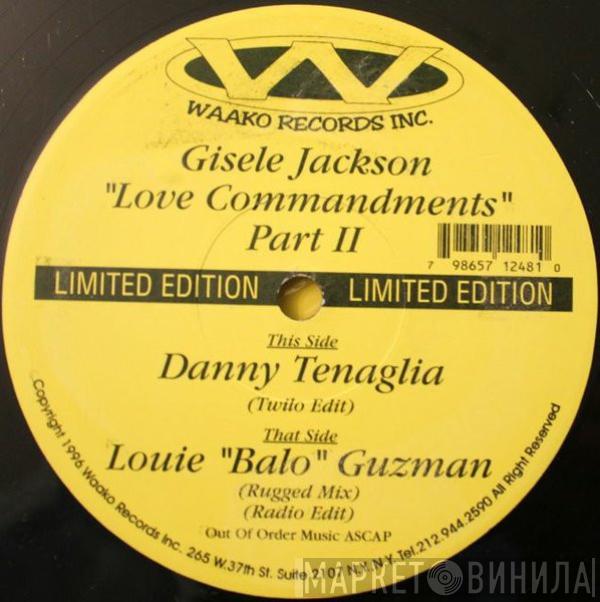 WAAKO RECORDS INC.
Gisele Jackson
"Love Commandments"
Part II
7 98657 12481 0
LIMITED EDITION LIMITED EDITION
This Side
Danny Tenaglia
(Twilo Edit)
That Side
Louie "Balo" Guzman
(Rugged Mix)
(Radio Edit)
Out Of Order Music ASCAP
Copyright 1996 Waako Records Inc. 265 W.37th St. Suite 2107 N.Y. N.Y. Tel.212.944.2590 All Right Reserved
МАРКЕТ ВИНИЛА